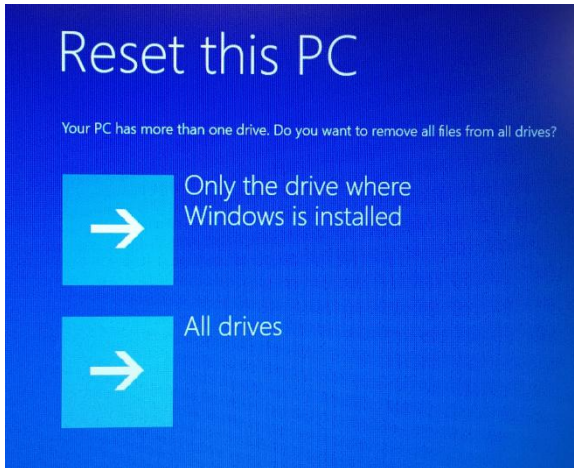 Reset this PC
Your PC has more than one drive. Do you want to remove all files from all drives?
Only the drive where
Windows is installed
All drives